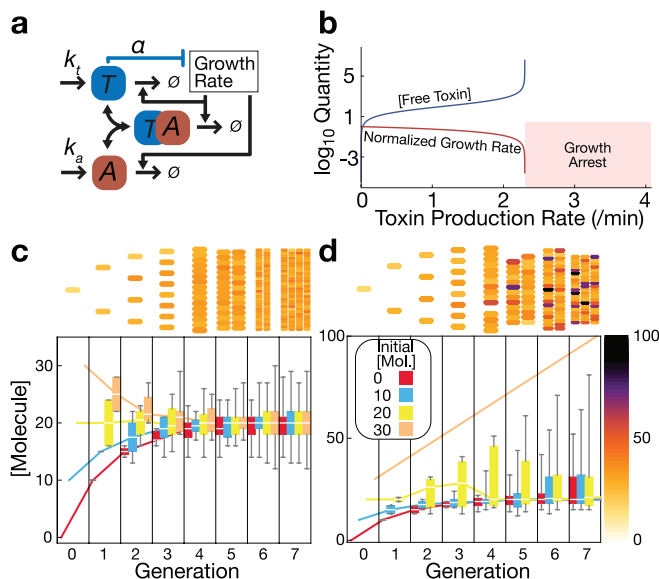 a
k_t
T
α
Growth
Rate
∅
T A
∅
k_a
A
∅
b
log10 Quantity
5
1
-3
[Free Toxin]
Normalized Growth Rate
Growth
Arrest
0 1 2 3 4
Toxin Production Rate (/min)
c
[Molecule]
30
20
10
0
0 1 2 3 4 5 6 7
Generation
d
100
50
0
Initial
[Mol.]
0
10
20
30
0 1 2 3 4 5 6 7
Generation
100
50
0